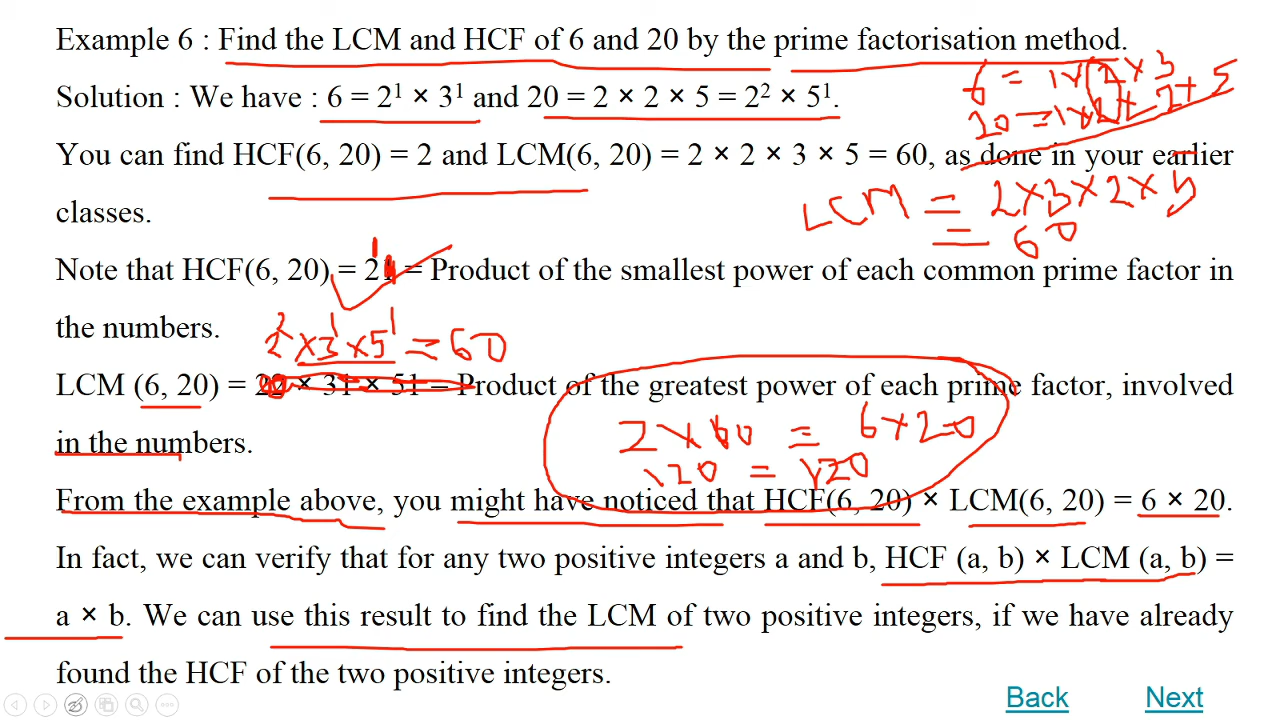 Example 6 : Find the LCM and HCF of 6 and 20 by the prime factorisation method.
6 = 1×2×3
Solution : We have : 6 = 2¹ × 3¹ and 20 = 2 × 2 × 5 = 2² × 5¹.
20 = 1×2
You can find HCF(6, 20) = 2 and LCM(6, 20) = 2 × 2 × 3 × 5 = 60, as done in your earlier
classes.
LCM = 2×3×2×5
= 60
Note that HCF(6, 20) = 2¹ = Product of the smallest power of each common prime factor in
the numbers.
2² × 3¹ × 5¹ = 60
LCM (6, 20) = 22 × 31 × 51 = Product of the greatest power of each prime factor, involved
in the numbers.
2 × 60 = 6 × 20
120 = 120
From the example above, you might have noticed that HCF(6, 20) × LCM(6, 20) = 6 × 20.
In fact, we can verify that for any two positive integers a and b, HCF (a, b) × LCM (a, b) =
a × b. We can use this result to find the LCM of two positive integers, if we have already
found the HCF of the two positive integers.
Back Next